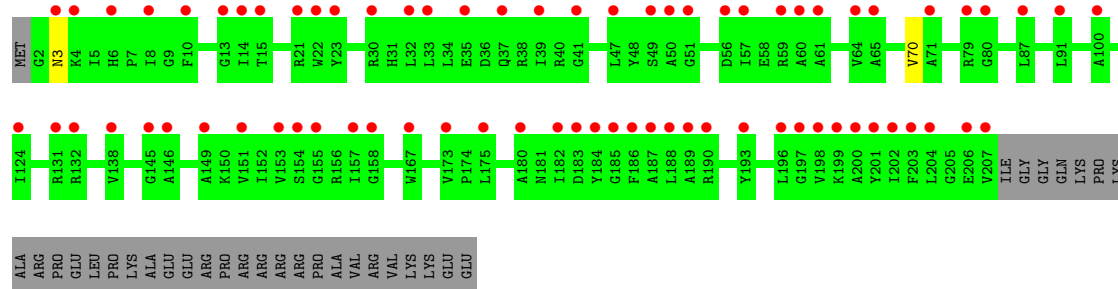 MET G2 N3 K4 I5 H6 P7 I8 G9 F10 G13 I14 T15 R21 W22 Y23 R30 H31 L32 L33 L34 E35 D36 Q37 R38 I39 R40 G41 L47 Y48 S49 A50 G51 D56 I57 E58 R59 A60 A61 V64 A65 V70 A71 R79 G80 L87 L91 A100
I124 R131 R132 V138 G145 A146 A149 K150 V151 I152 V153 S154 G155 R156 I157 G158 W167 V173 P174 L175 A180 N181 I182 D183 Y184 G185 F186 A187 L188 A189 R190 Y193 L196 G197 V198 K199 A200 Y201 I202 F203 L204 G205 E206 V207 ILE GLY GLY GLN LYS PRO LYS
ALA ARG PRO GLU LEU PRO LYS ALA GLU GLU ARG PRO ARG ARG ARG ARG PRO ALA VAL ARG VAL LYS LYS GLU GLU